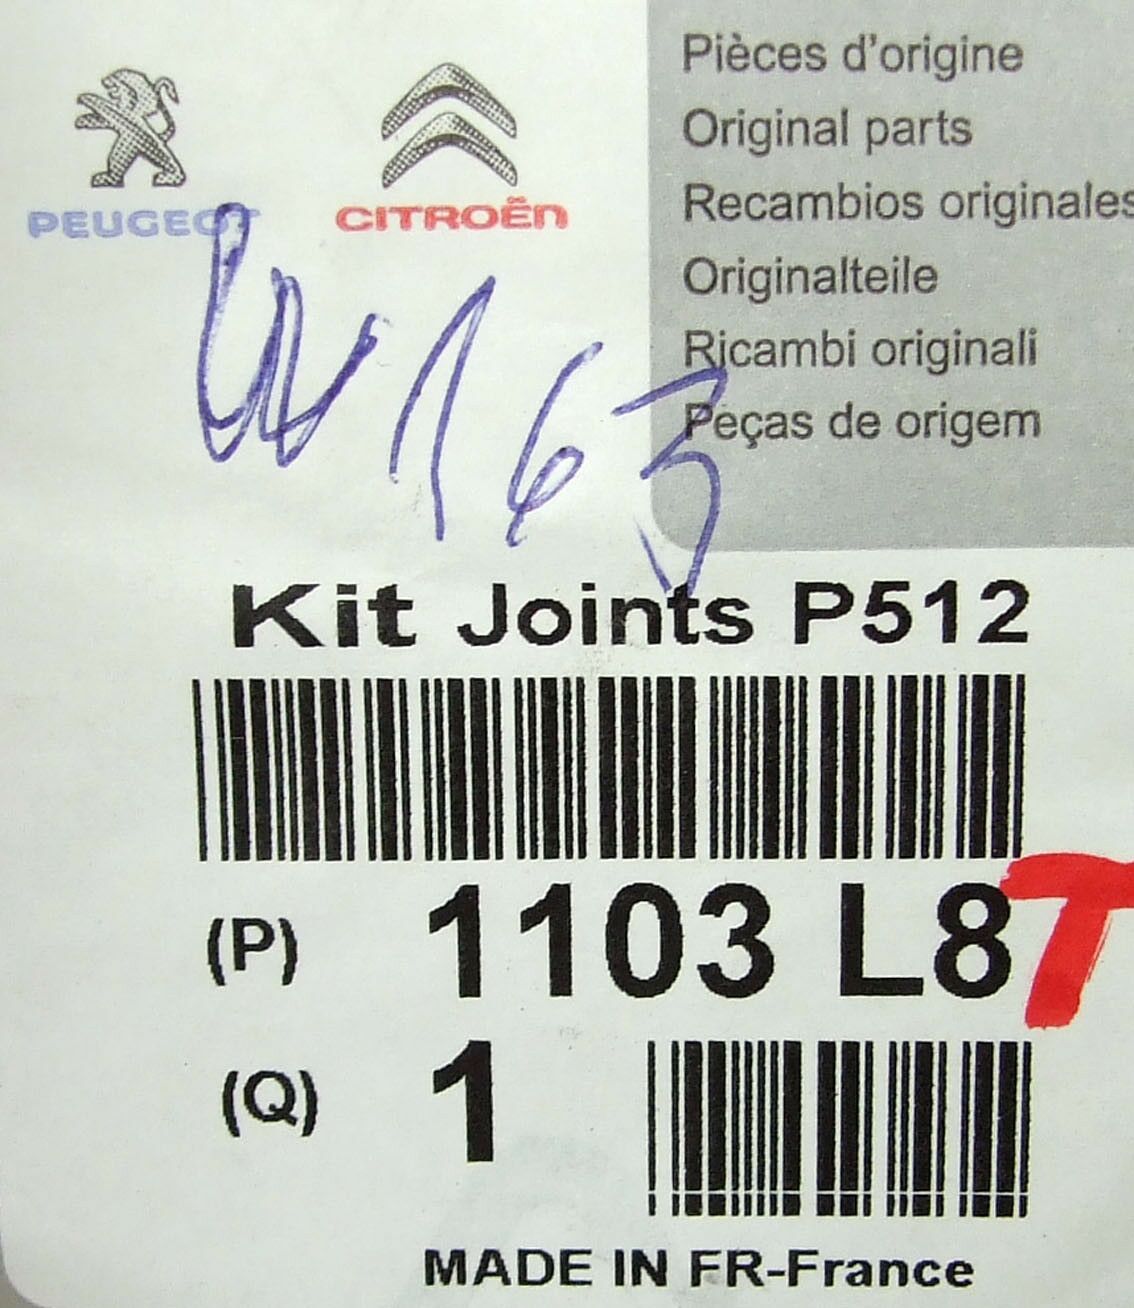 PEUGEOT
CITROËN
Pièces d'origine
Original parts
Recambios originales
Originalteile
Ricambi originali
Peças de origem
W163
Kit Joints P512
(P) 1103 L8T
(Q) 1
MADE IN FR-France